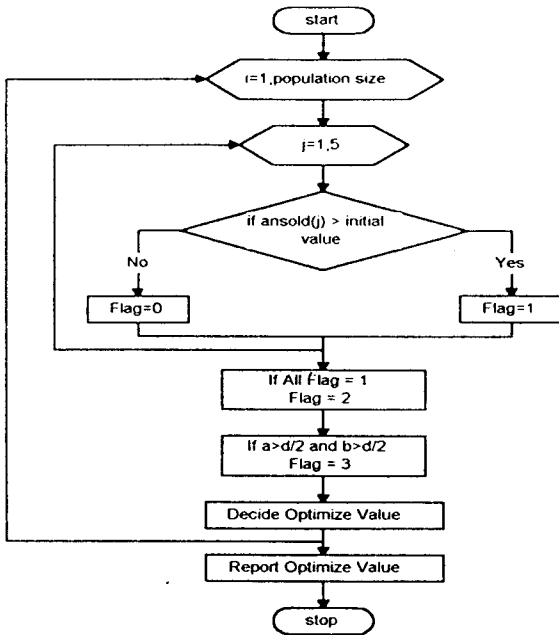 start
i=1,population size
j=1,5
if ansold(j) > initial
value
No
Yes
Flag=0
Flag=1
If All Flag = 1
Flag = 2
If a>d/2 and b>d/2
Flag = 3
Decide Optimize Value
Report Optimize Value
stop